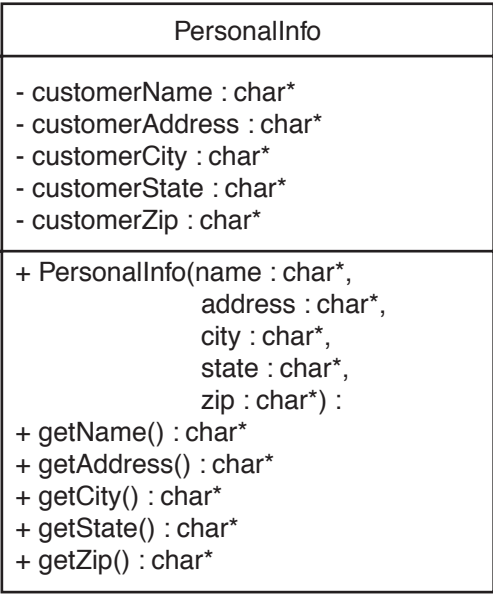 PersonalInfo
- customerName : char*
- customerAddress : char*
- customerCity : char*
- customerState : char*
- customerZip : char*
+ PersonalInfo(name : char*,
address : char*,
city : char*,
state : char*,
zip : char*) :
+ getName() : char*
+ getAddress() : char*
+ getCity() : char*
+ getState() : char*
+ getZip() : char*